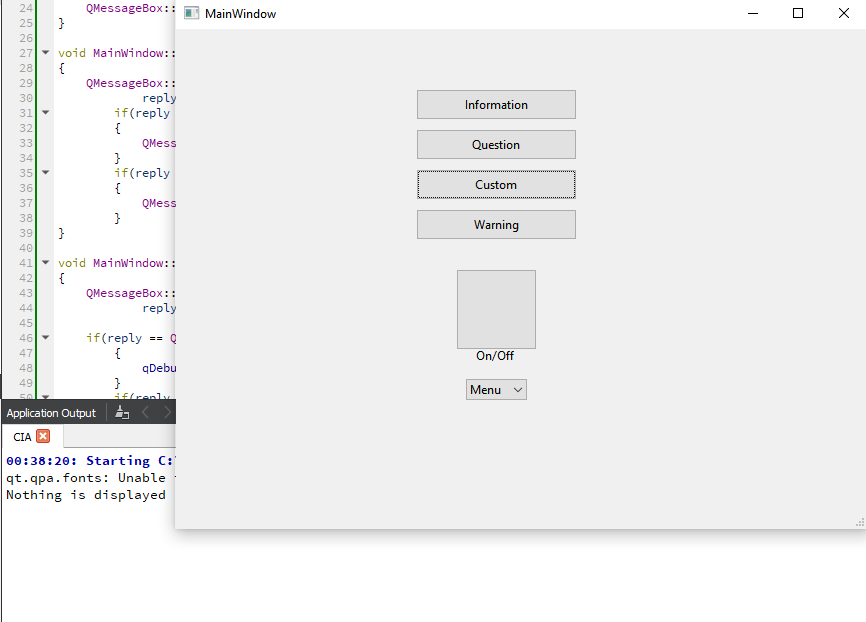 MainWindow
Information
Question
Custom
Warning
On/Off
Menu
24 QMessageBox::
25 }
26
27 void MainWindow::
28 {
29 QMessageBox::
30 reply
31 if(reply
32 {
33 QMess
34 }
35 if(reply
36 {
37 QMess
38 }
39 }
40
41 void MainWindow::
42 {
43 QMessageBox::
44 reply
45
46 if(reply == Q
47 {
48 qDebu
49 }
50 if(reply
Application Output
CIA
00:38:20: Starting C:
qt.qpa.fonts: Unable
Nothing is displayed